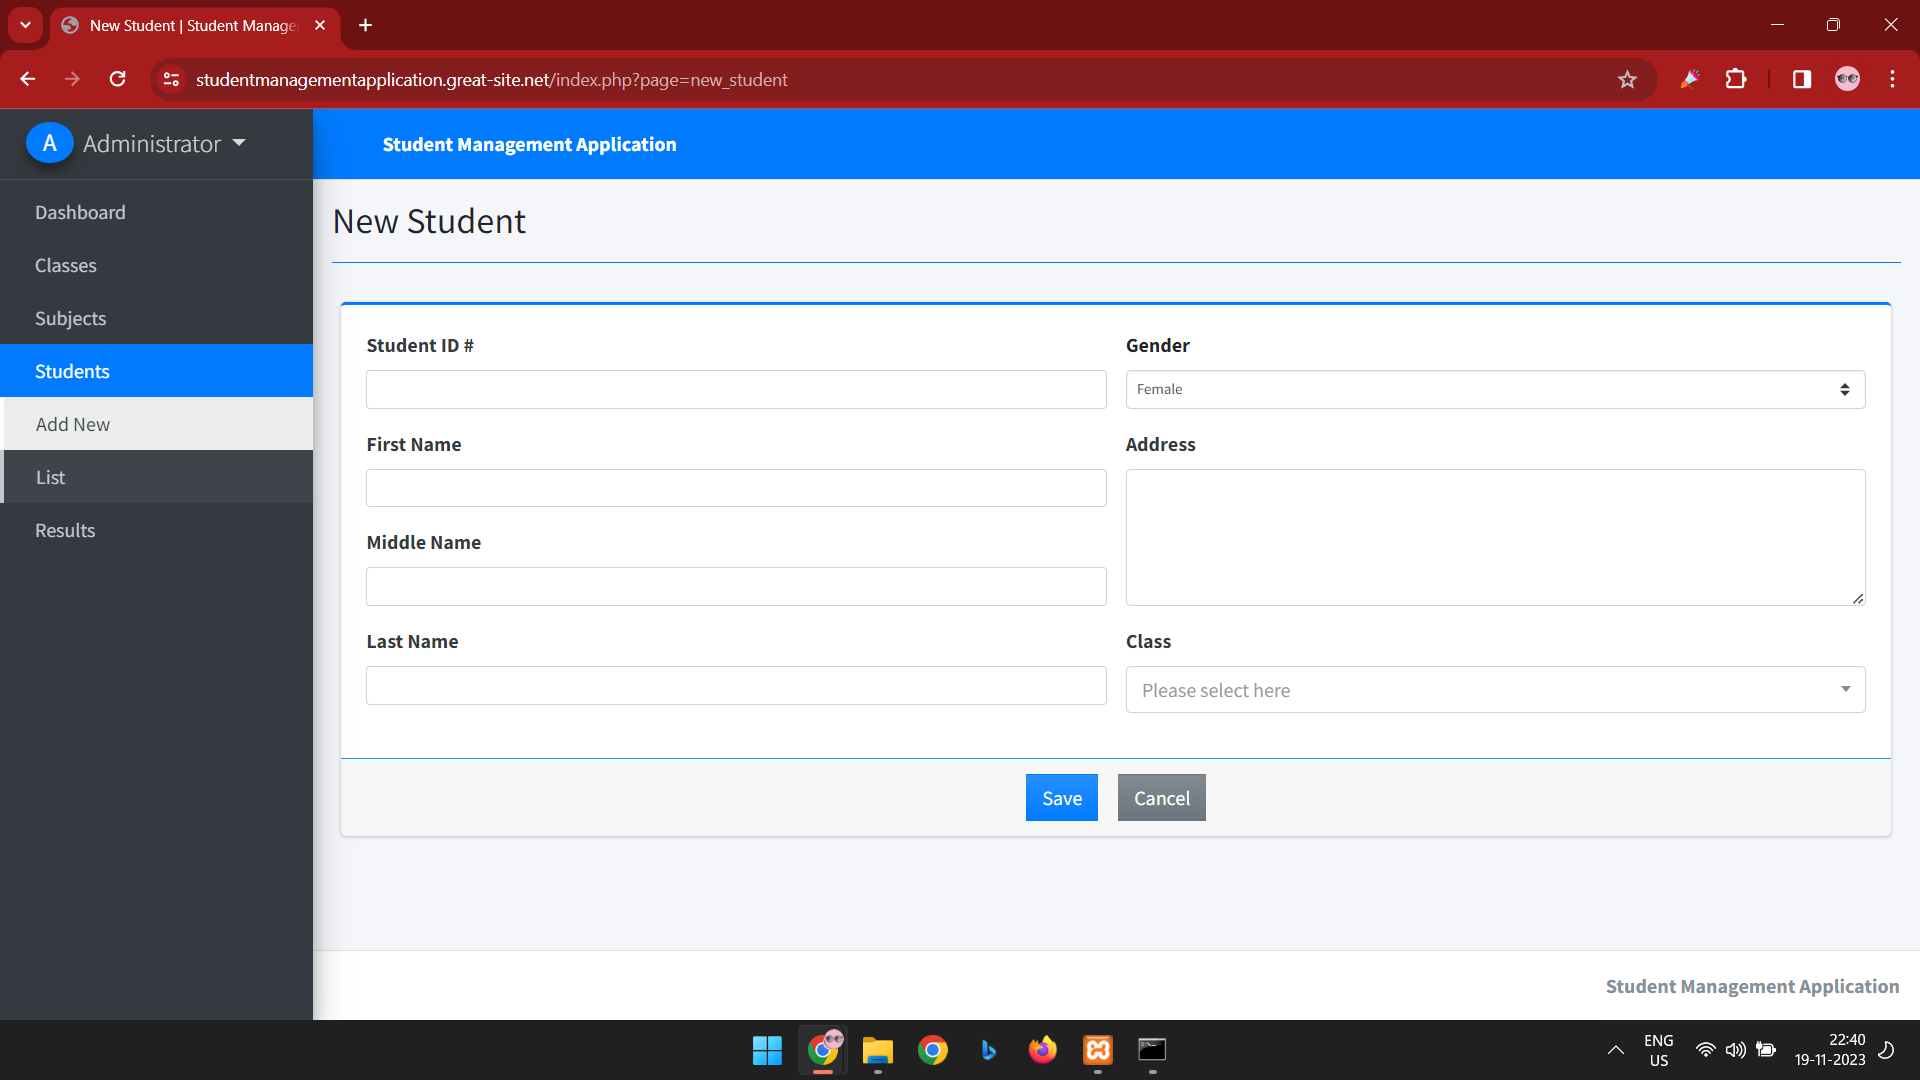 New Student | Student Manage
studentmanagementapplication.great-site.net/index.php?page=new_student
A Administrator
Student Management Application
Dashboard
Classes
Subjects
Students
Add New
List
Results
New Student
Student ID #
Gender
Female
First Name
Address
Middle Name
Last Name
Class
Please select here
Save
Cancel
Student Management Application
ENG
US
22:40
19-11-2023